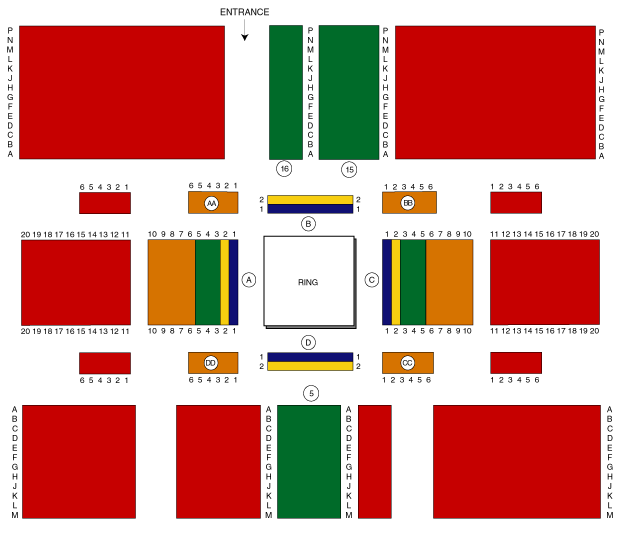 ENTRANCE
P P P P
N N N N
M M M M
L L L L
K K K K
J J J J
H H H H
G G G G
F F F F
E E E E
D D D D
C C C C
B B B B
A A A A
16 15
6 5 4 3 2 1 6 5 4 3 2 1 1 2 3 4 5 6 1 2 3 4 5 6
AA 2 2 BB
1 1
B
20 19 18 17 16 15 14 13 12 11 10 9 8 7 6 5 4 3 2 1 1 2 3 4 5 6 7 8 9 10 11 12 13 14 15 16 17 18 19 20
A RING C
20 19 18 17 16 15 14 13 12 11 10 9 8 7 6 5 4 3 2 1 1 2 3 4 5 6 7 8 9 10 11 12 13 14 15 16 17 18 19 20
D
1 1
DD 2 2 CC
6 5 4 3 2 1 6 5 4 3 2 1 1 2 3 4 5 6 1 2 3 4 5 6
5
A A A A
B B B B
C C C C
D D D D
E E E E
F F F F
G G G G
H H H H
J J J J
K K K K
L L L L
M M M M